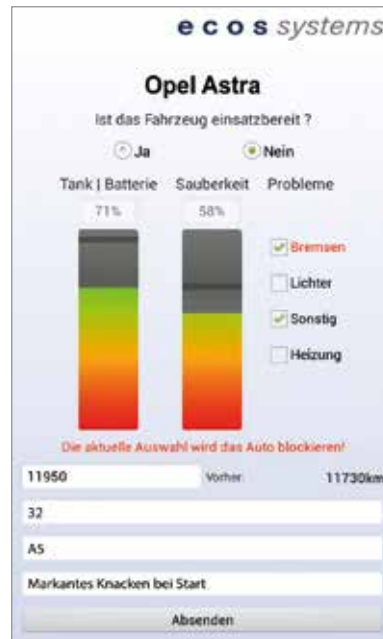 ecos systems
Opel Astra
Ist das Fahrzeug einsatzbereit ?
Ja Nein
Tank | Batterie Sauberkeit Probleme
71% 58%
Bremsen
Lichter
Sonstig
Heizung
Die aktuelle Auswahl wird das Auto blockieren!
11950 Vorher: 11730km
32
A5
Markantes Knacken bei Start
Absenden